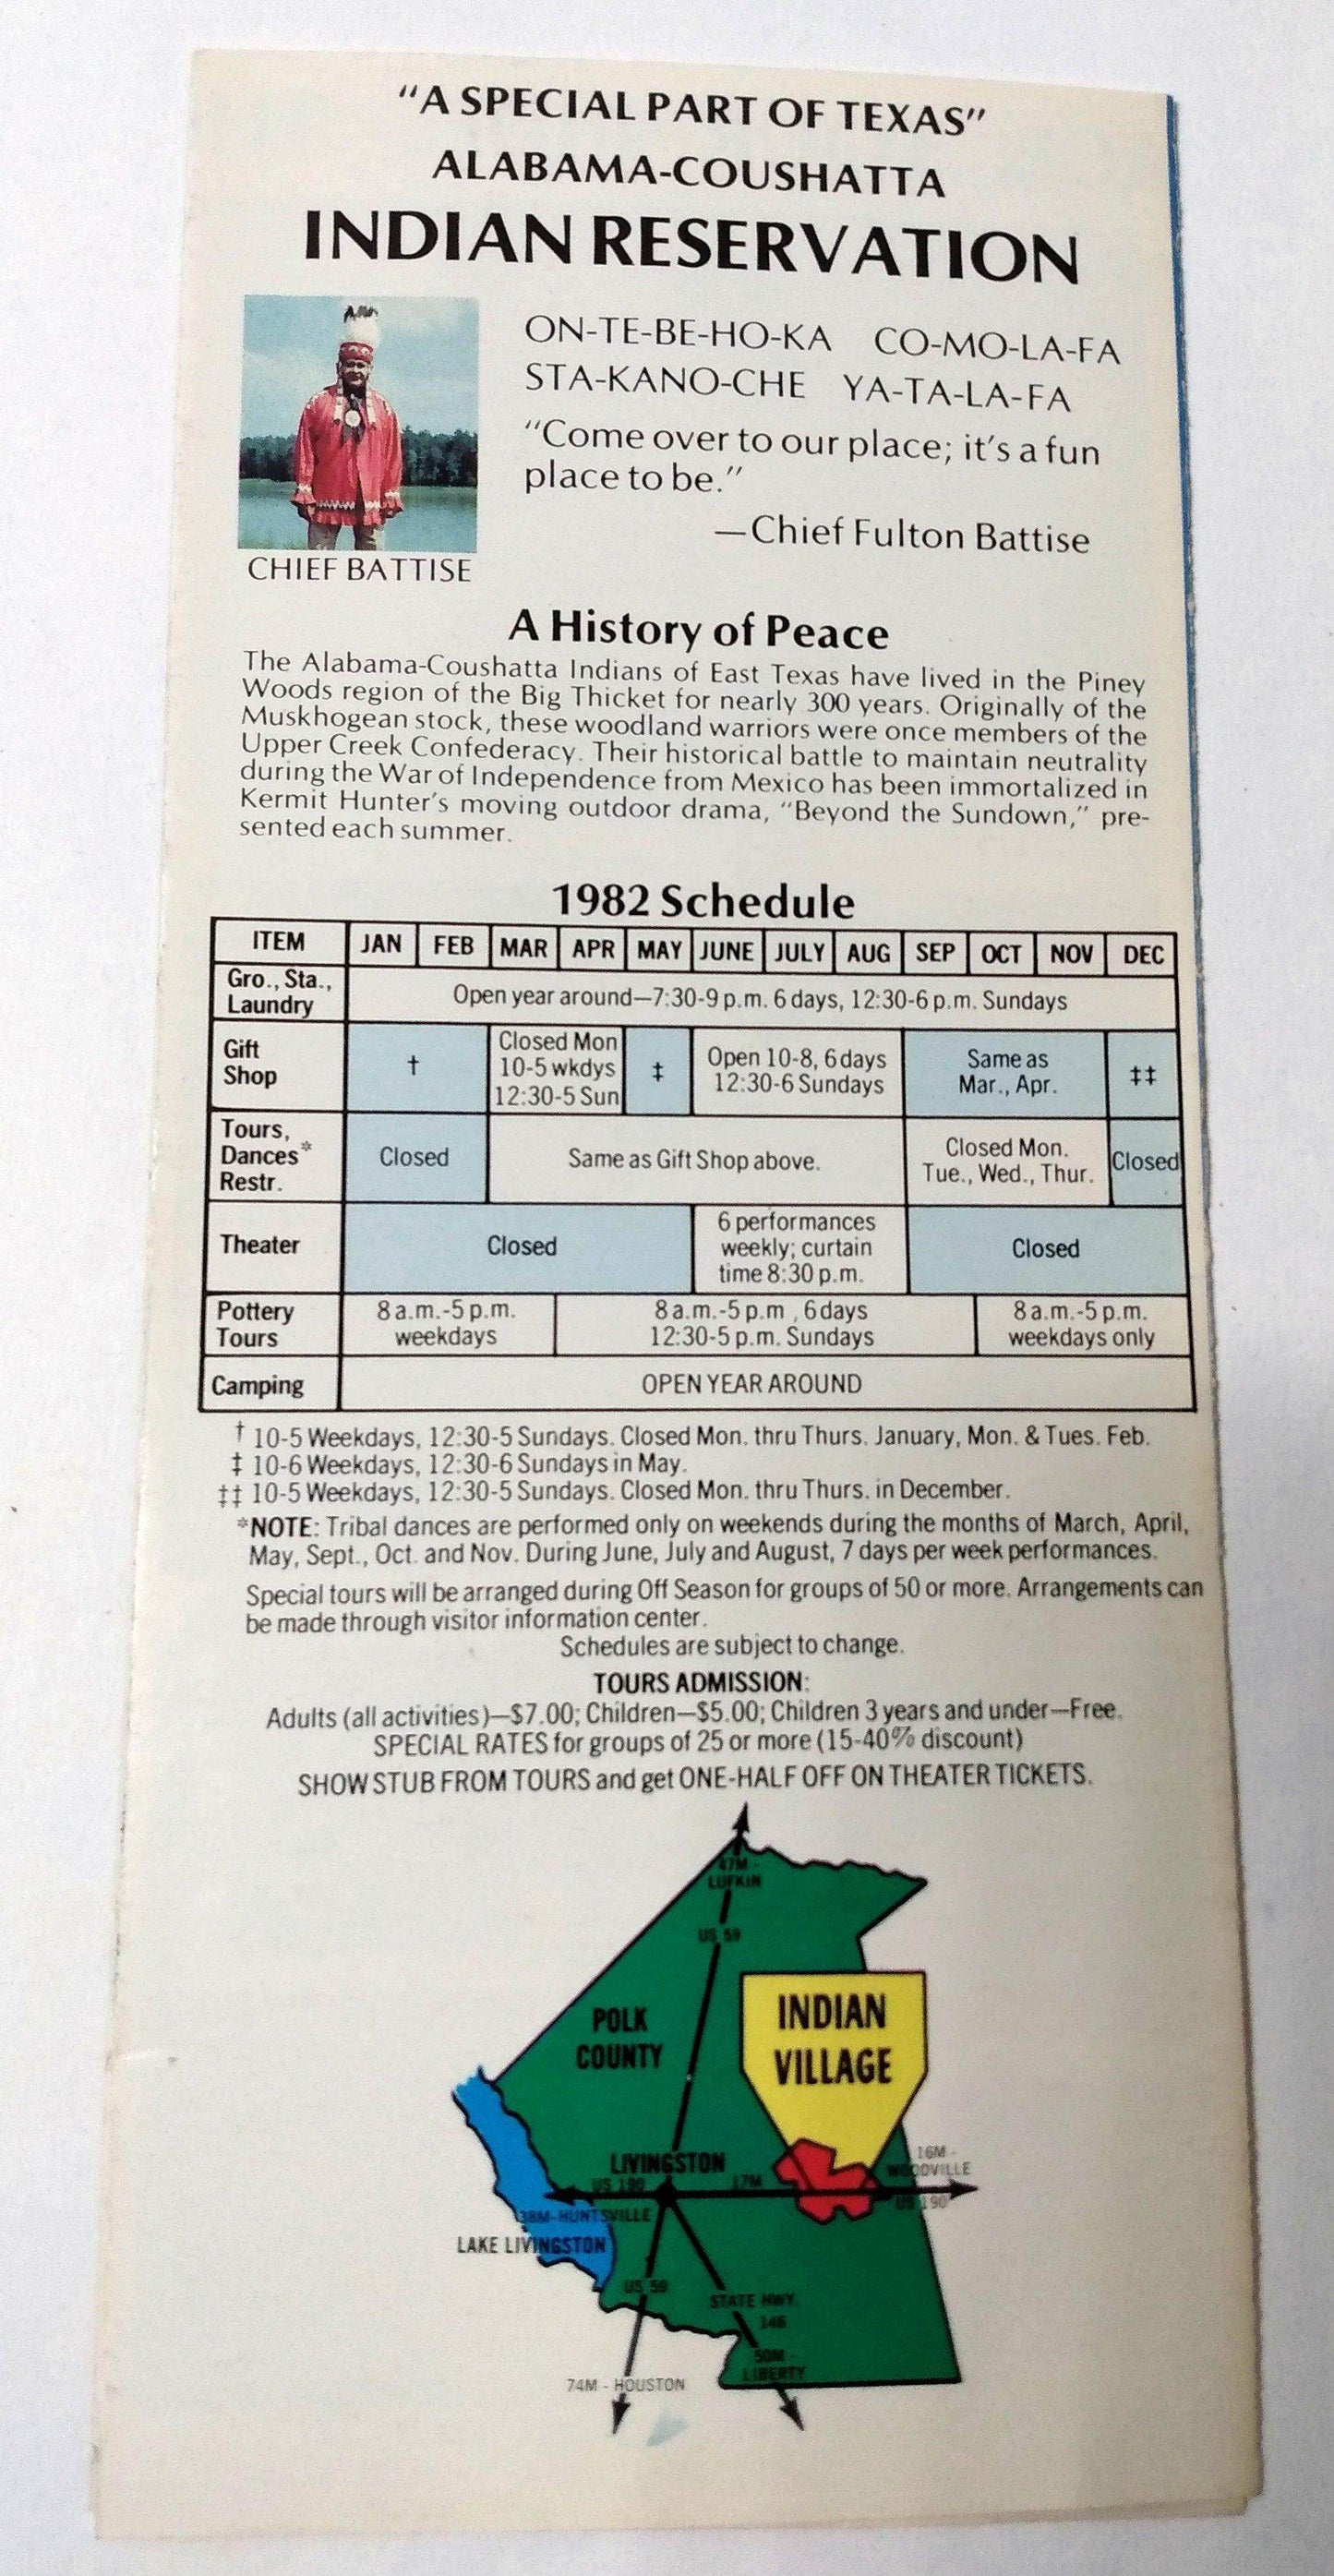 "A SPECIAL PART OF TEXAS"
ALABAMA-COUSHATTA
INDIAN RESERVATION
ON-TE-BE-HO-KA CO-MO-LA-FA
STA-KANO-CHE YA-TA-LA-FA
"Come over to our place; it's a fun
place to be."
—Chief Fulton Battise
CHIEF BATTISE
A History of Peace
The Alabama-Coushatta Indians of East Texas have lived in the Piney
Woods region of the Big Thicket for nearly 300 years. Originally of the
Muskhogean stock, these woodland warriors were once members of the
Upper Creek Confederacy. Their historical battle to maintain neutrality
during the War of Independence from Mexico has been immortalized in
Kermit Hunter's moving outdoor drama, "Beyond the Sundown," pre-
sented each summer.
1982 Schedule
ITEM JAN FEB MAR APR MAY JUNE JULY AUG SEP OCT NOV DEC
Gro., Sta.,
Laundry
Open year around—7:30-9 p.m. 6 days, 12:30-6 p.m. Sundays
Gift
Shop
†
Closed Mon
10-5 wkdys
12:30-5 Sun
‡
Open 10-8, 6 days
12:30-6 Sundays
Same as
Mar., Apr.
‡‡
Tours,
Dances*
Restr.
Closed
Same as Gift Shop above.
Closed Mon.
Tue., Wed., Thur.
Closed
Theater
Closed
6 performances
weekly; curtain
time 8:30 p.m.
Closed
Pottery
Tours
8 a.m.-5 p.m.
weekdays
8 a.m.-5 p.m., 6 days
12:30-5 p.m. Sundays
8 a.m.-5 p.m.
weekdays only
Camping
OPEN YEAR AROUND
† 10-5 Weekdays, 12:30-5 Sundays. Closed Mon. thru Thurs. January, Mon. & Tues. Feb.
‡ 10-6 Weekdays, 12:30-6 Sundays in May.
‡‡ 10-5 Weekdays, 12:30-5 Sundays. Closed Mon. thru Thurs. in December.
*NOTE: Tribal dances are performed only on weekends during the months of March, April,
May, Sept., Oct. and Nov. During June, July and August, 7 days per week performances.
Special tours will be arranged during Off Season for groups of 50 or more. Arrangements can
be made through visitor information center.
Schedules are subject to change.
TOURS ADMISSION:
Adults (all activities)—$7.00; Children—$5.00; Children 3 years and under—Free.
SPECIAL RATES for groups of 25 or more (15-40% discount)
SHOW STUB FROM TOURS and get ONE-HALF OFF ON THEATER TICKETS.
47M -
LUFKIN
US 59
POLK
COUNTY
INDIAN
VILLAGE
LIVINGSTON
US 190
17M
16M -
WOODVILLE
US 190
38M-HUNTSVILLE
LAKE LIVINGSTON
US 59
STATE HWY.
146
50M -
LIBERTY
74M - HOUSTON